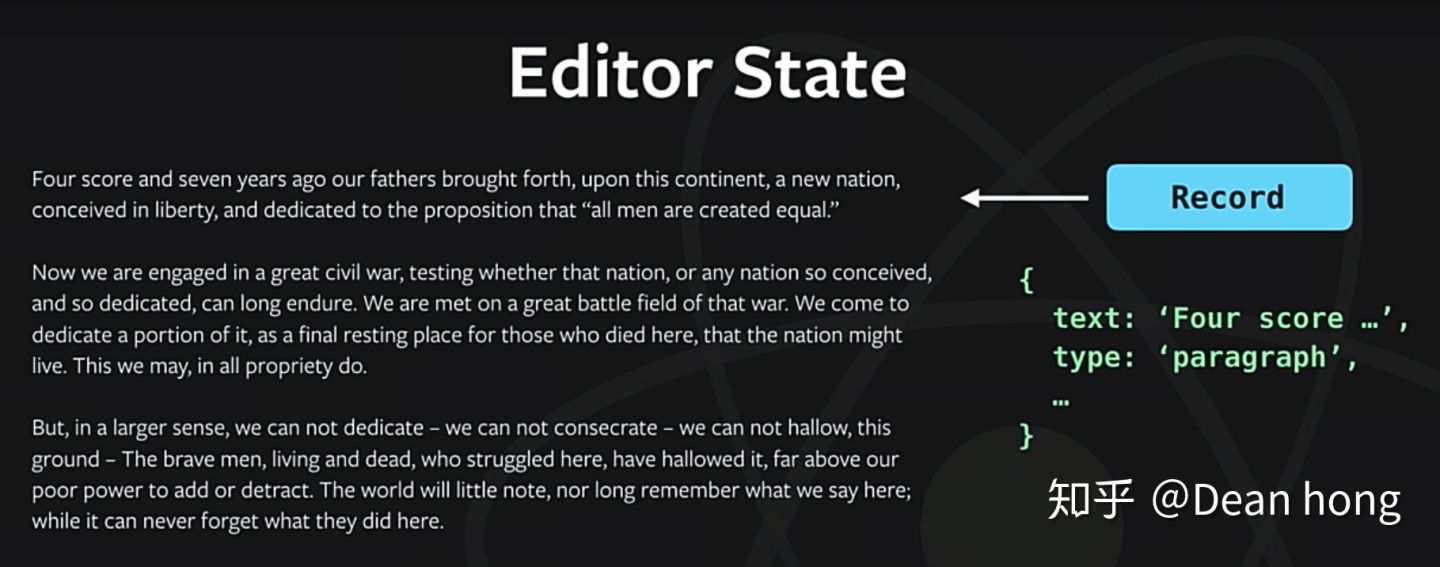 Editor State
Four score and seven years ago our fathers brought forth, upon this continent, a new nation,
conceived in liberty, and dedicated to the proposition that “all men are created equal.”
Now we are engaged in a great civil war, testing whether that nation, or any nation so conceived,
and so dedicated, can long endure. We are met on a great battle field of that war. We come to
dedicate a portion of it, as a final resting place for those who died here, that the nation might
live. This we may, in all propriety do.
But, in a larger sense, we can not dedicate – we can not consecrate – we can not hallow, this
ground – The brave men, living and dead, who struggled here, have hallowed it, far above our
poor power to add or detract. The world will little note, nor long remember what we say here;
while it can never forget what they did here.
Record
{
text: ‘Four score …’,
type: ‘paragraph’,
…
}
知乎 @Dean hong